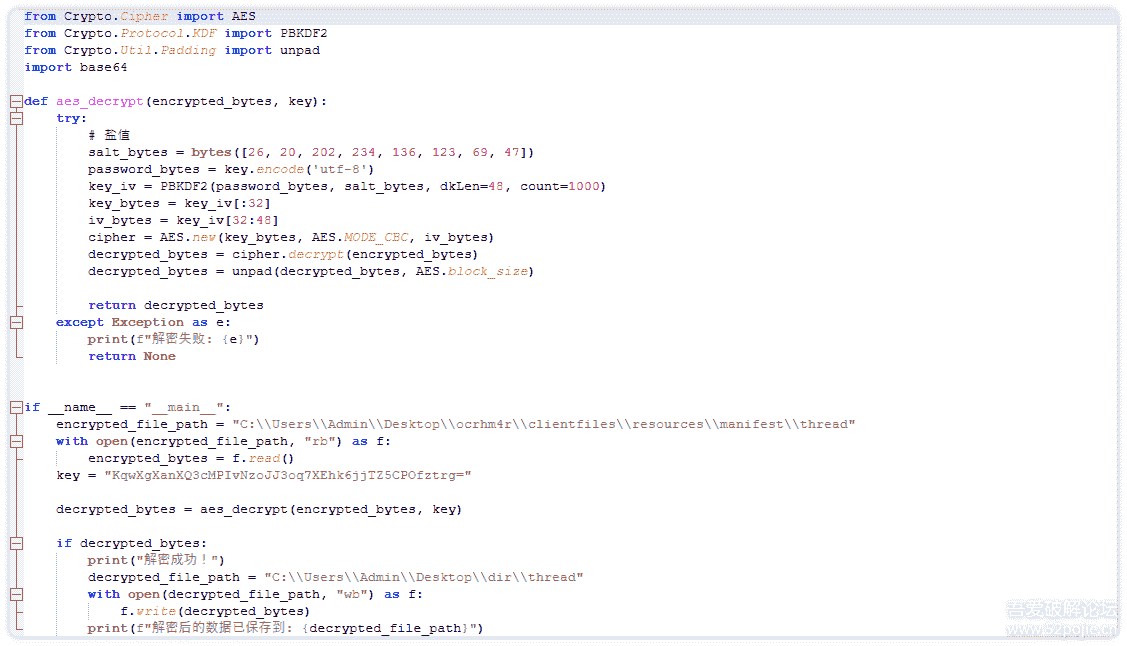 from Crypto.Cipher import AES
from Crypto.Protocol.KDF import PBKDF2
from Crypto.Util.Padding import unpad
import base64
def aes_decrypt(encrypted_bytes, key):
try:
# 盐值
salt_bytes = bytes([26, 20, 202, 234, 136, 123, 69, 47])
password_bytes = key.encode('utf-8')
key_iv = PBKDF2(password_bytes, salt_bytes, dkLen=48, count=1000)
key_bytes = key_iv[:32]
iv_bytes = key_iv[32:48]
cipher = AES.new(key_bytes, AES.MODE_CBC, iv_bytes)
decrypted_bytes = cipher.decrypt(encrypted_bytes)
decrypted_bytes = unpad(decrypted_bytes, AES.block_size)
return decrypted_bytes
except Exception as e:
print(f"解密失败: {e}")
return None
if __name__ == "__main__":
encrypted_file_path = "C:\\Users\\Admin\\Desktop\\ocrhm4r\\clientfiles\\resources\\manifest\\thread"
with open(encrypted_file_path, "rb") as f:
encrypted_bytes = f.read()
key = "KqwXgXanXQ3cMPIvNzoJJ3oq7XEhk6jjTZ5CPOfztrg="
decrypted_bytes = aes_decrypt(encrypted_bytes, key)
if decrypted_bytes:
print("解密成功！")
decrypted_file_path = "C:\\Users\\Admin\\Desktop\\dir\\thread"
with open(decrypted_file_path, "wb") as f:
f.write(decrypted_bytes)
print(f"解密后的数据已保存到: {decrypted_file_path}")
吾爱破解论坛
www.52pojie.cn